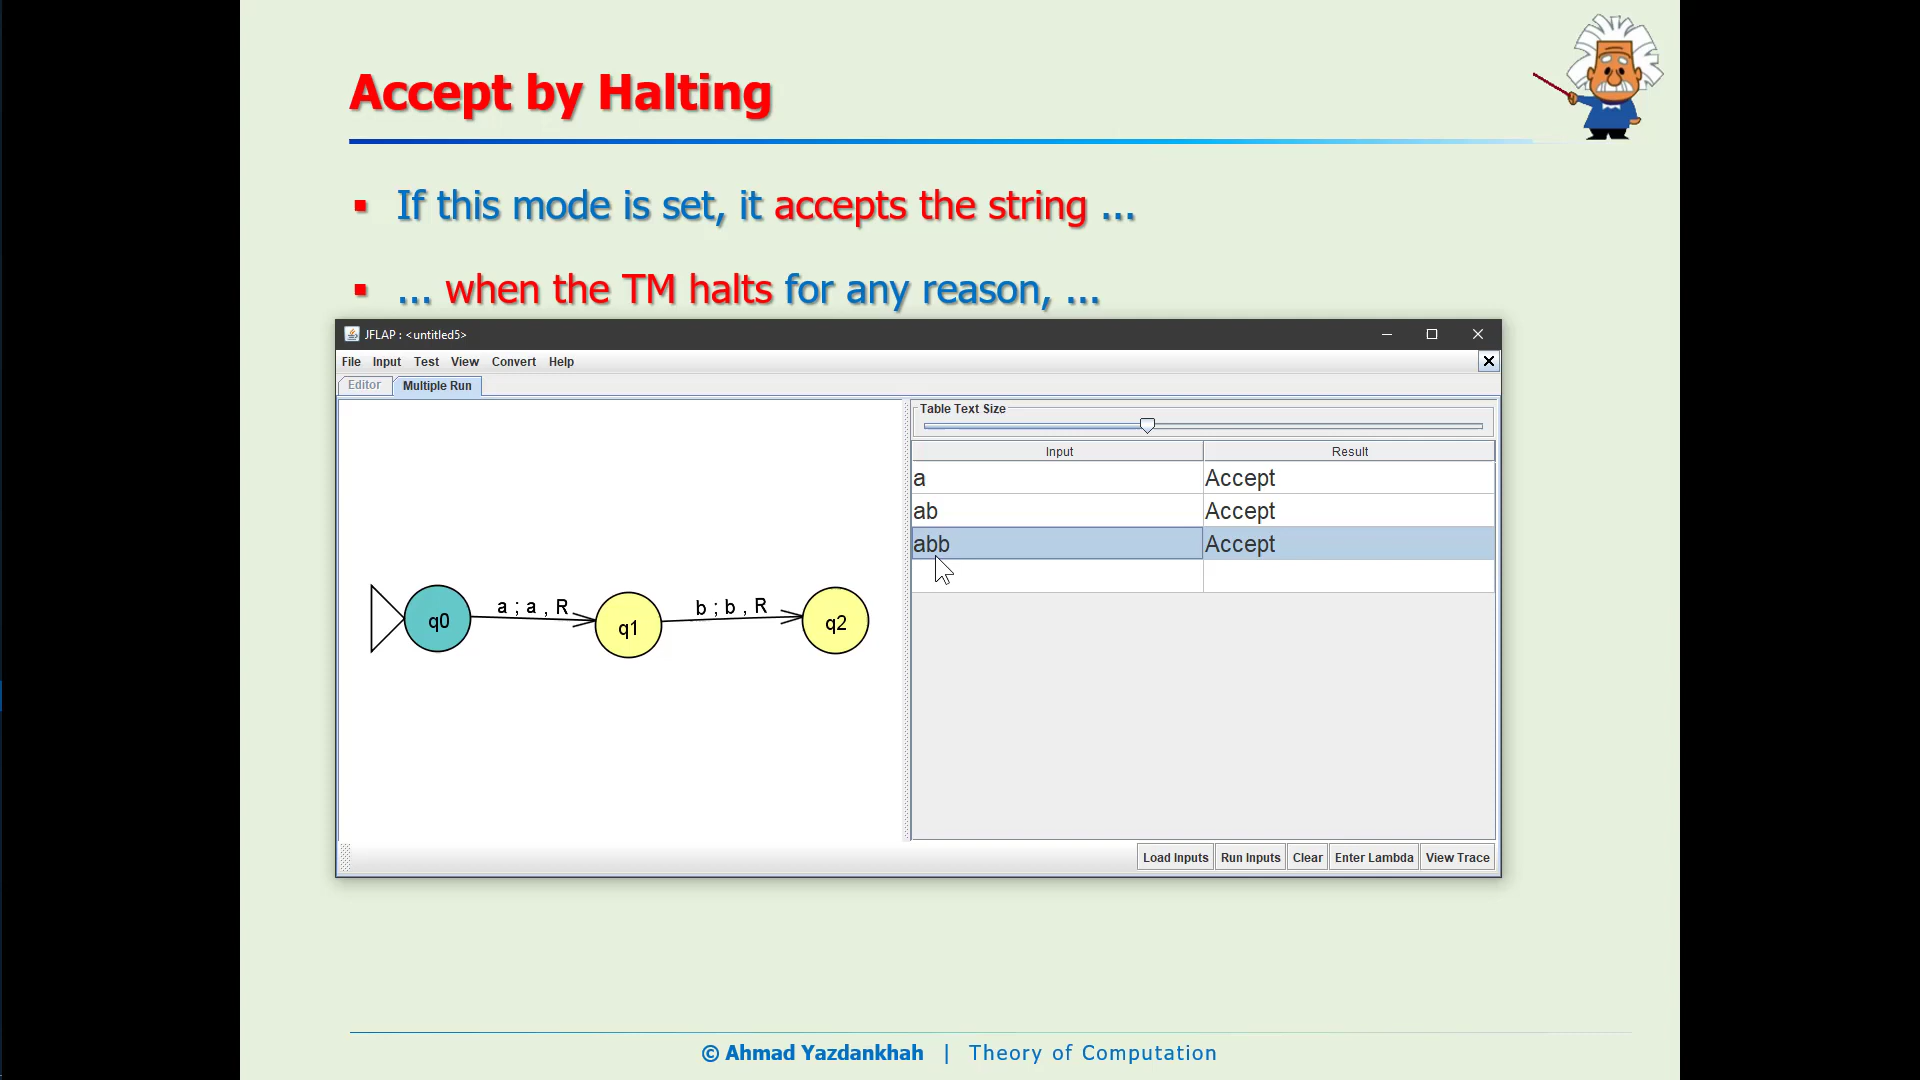 Accept by Halting
▪ If this mode is set, it accepts the string ...
▪ ... when the TM halts for any reason, ...
JFLAP : <untitled5>
File Input Test View Convert Help
Editor Multiple Run
Table Text Size
Input Result
a Accept
ab Accept
abb Accept
q0 a ; a , R q1 b ; b , R q2
Load Inputs Run Inputs Clear Enter Lambda View Trace
© Ahmad Yazdankhah | Theory of Computation